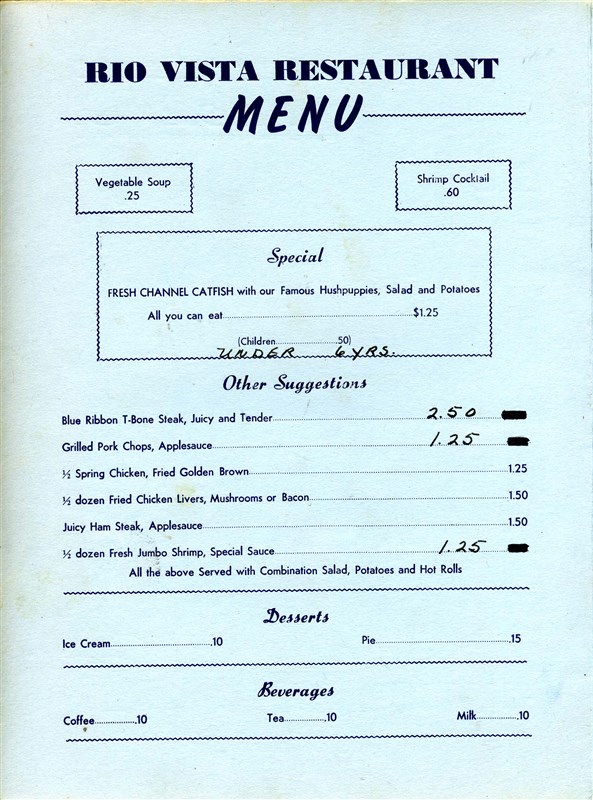 RIO VISTA RESTAURANT
MENU
Vegetable Soup
.25
Shrimp Cocktail
.60
Special
FRESH CHANNEL CATFISH with our Famous Hushpuppies, Salad and Potatoes
All you can eat....................$1.25
(Children....................50)
UNDER 6 YRS.
Other Suggestions
Blue Ribbon T-Bone Steak, Juicy and Tender.................... 2.50
Grilled Pork Chops, Applesauce.................... 1.25
½ Spring Chicken, Fried Golden Brown....................1.25
½ dozen Fried Chicken Livers, Mushrooms or Bacon....................1.50
Juicy Ham Steak, Applesauce....................1.50
½ dozen Fresh Jumbo Shrimp, Special Sauce.................... 1.25
All the above Served with Combination Salad, Potatoes and Hot Rolls
Desserts
Ice Cream....................10 Pie.....................15
Beverages
Coffee....................10 Tea....................10 Milk....................10